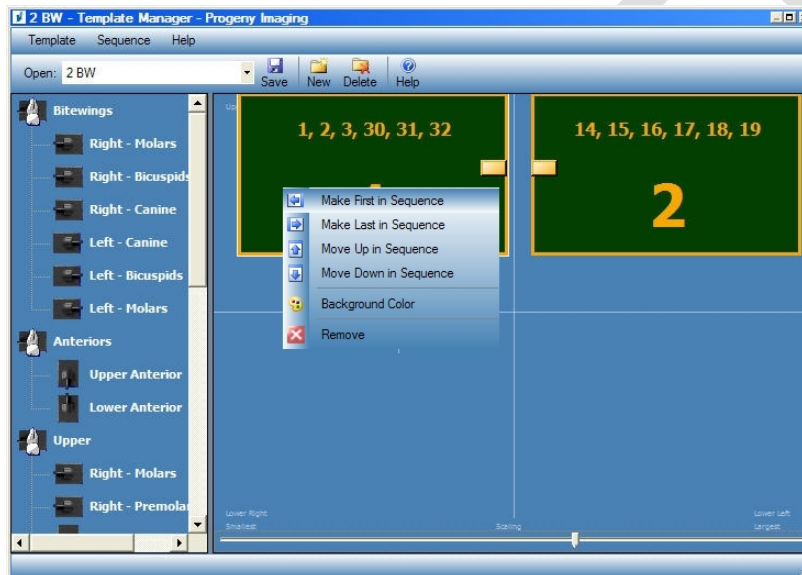 2 BW - Template Manager - Progeny Imaging
Template Sequence Help
Open: 2 BW Save New Delete Help
Bitewings
Right - Molars
Right - Bicuspids
Right - Canine
Left - Canine
Left - Bicuspids
Left - Molars
Anteriors
Upper Anterior
Lower Anterior
Upper
Right - Molars
Right - Premola
1, 2, 3, 30, 31, 32
14, 15, 16, 17, 18, 19
2
Make First in Sequence
Make Last in Sequence
Move Up in Sequence
Move Down in Sequence
Background Color
Remove
Lower Right Lower Left
Smallest Scaling Largest